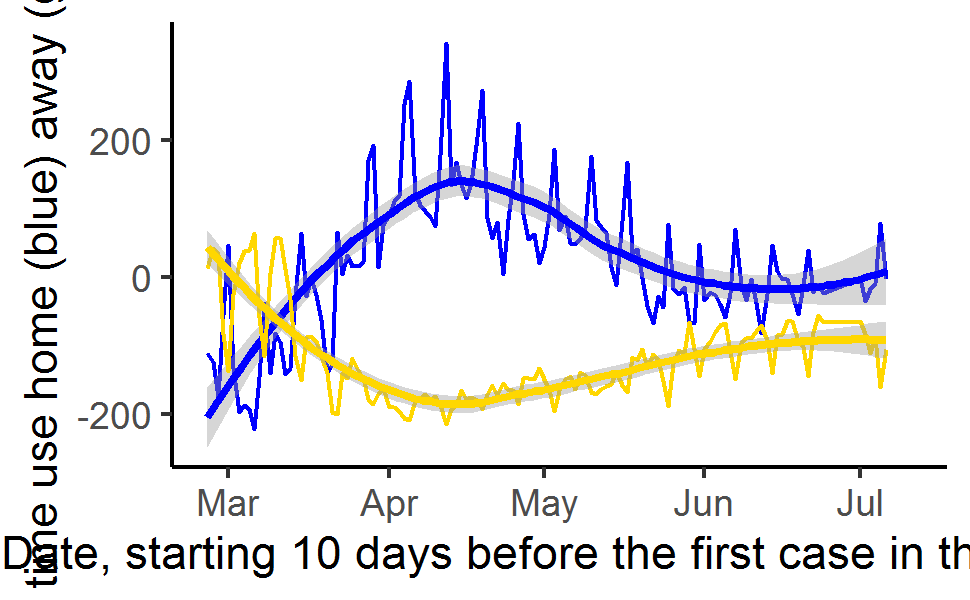 time use home (blue) away (
200
0
-200
Mar Apr May Jun Jul
Date, starting 10 days before the first case in th